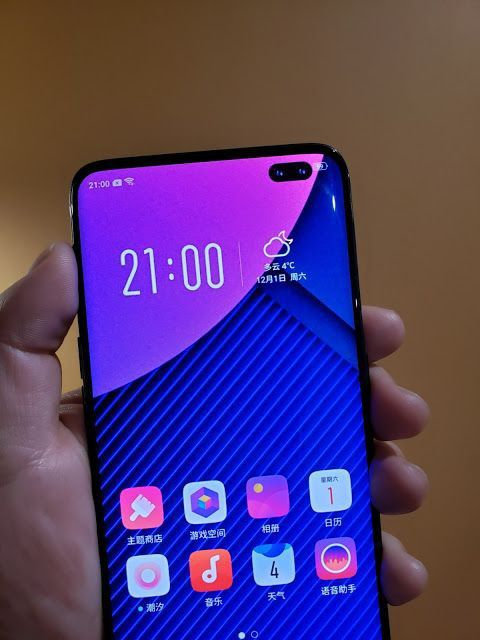 21:00
21:00
多云 4℃
12月1日 周六
星期六
1
主题商店
游戏空间
相册
日历
4
潮汐
音乐
天气
语音助手